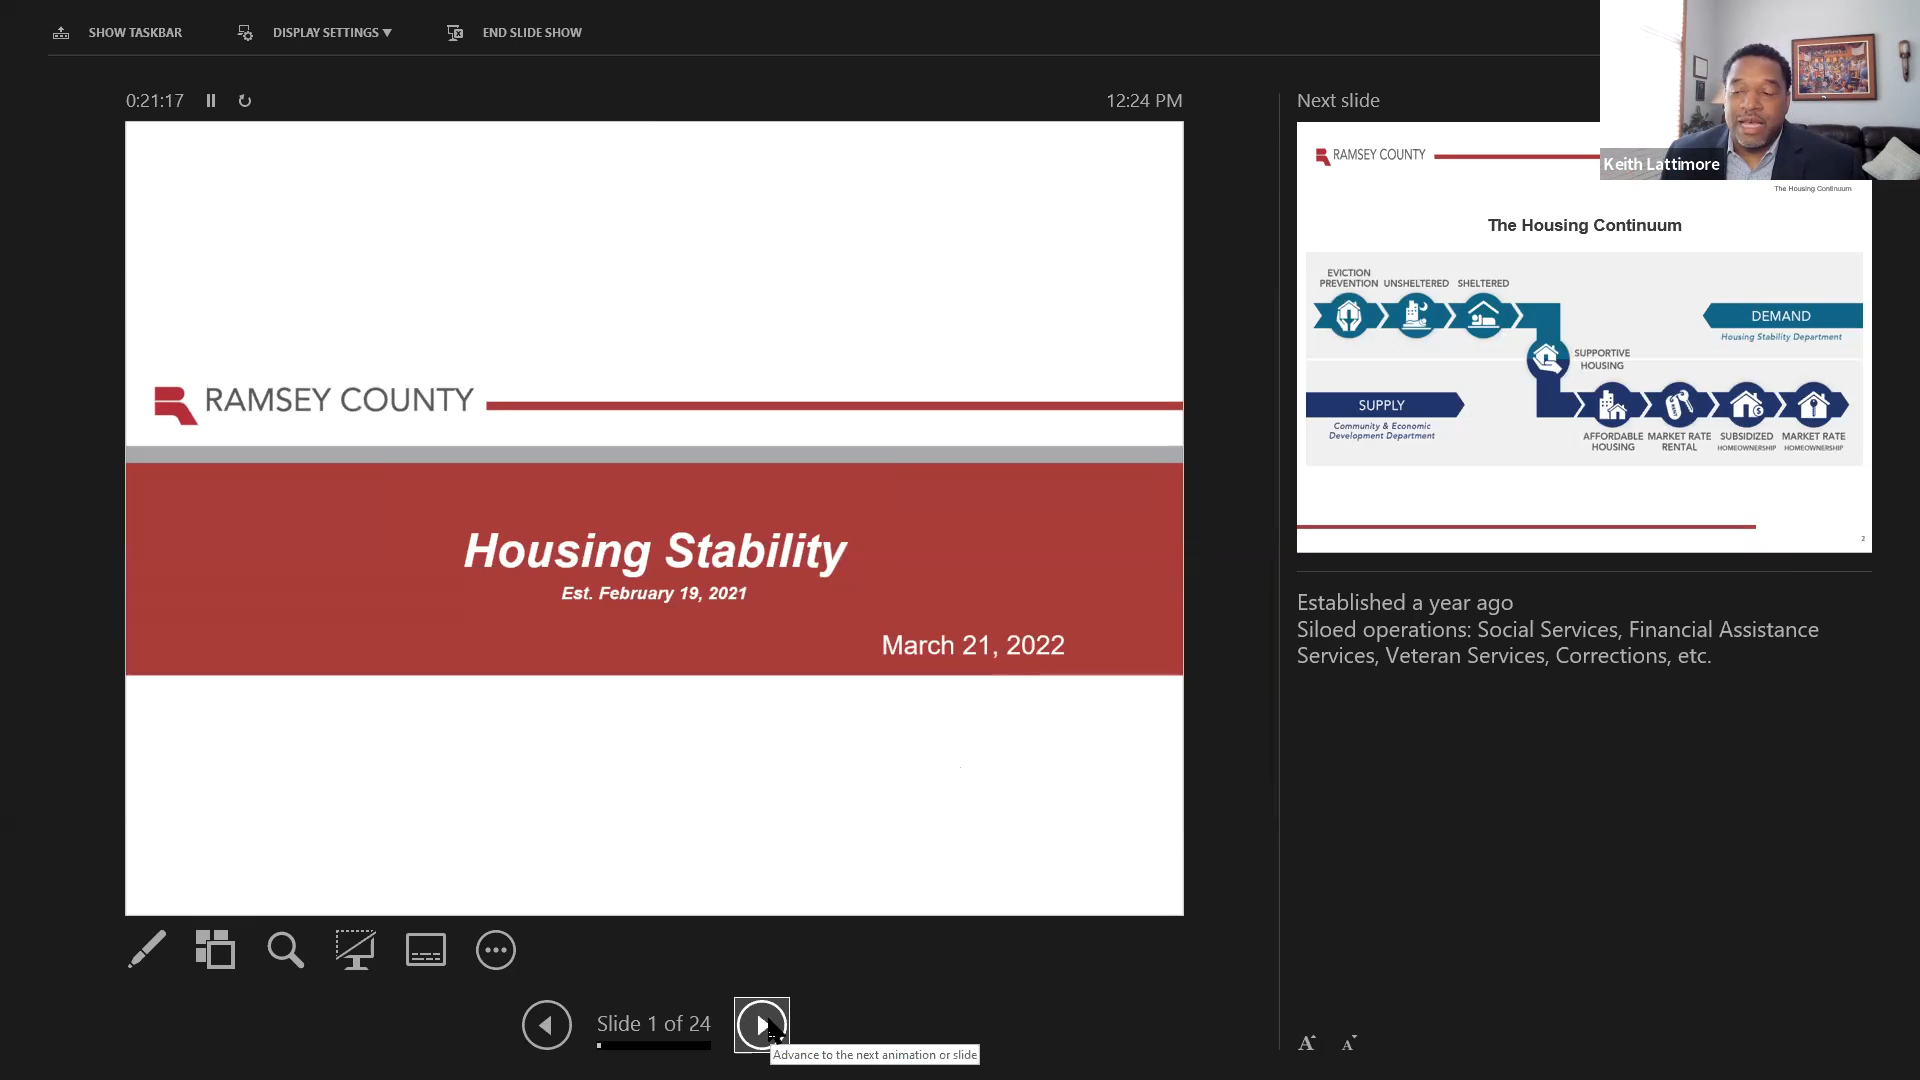 SHOW TASKBAR
DISPLAY SETTINGS ▼
END SLIDE SHOW
0:21:17
12:24 PM
RAMSEY COUNTY
Housing Stability
Est. February 19, 2021
March 21, 2022
Slide 1 of 24
Advance to the next animation or slide
Next slide
Keith Lattimore
RAMSEY COUNTY
The Housing Continuum
The Housing Continuum
EVICTION
PREVENTION
UNSHELTERED
SHELTERED
DEMAND
Housing Stability Department
SUPPORTIVE
HOUSING
SUPPLY
Community & Economic
Development Department
AFFORDABLE
HOUSING
MARKET RATE
RENTAL
SUBSIDIZED
HOMEOWNERSHIP
MARKET RATE
HOMEOWNERSHIP
2
Established a year ago
Siloed operations: Social Services, Financial Assistance
Services, Veteran Services, Corrections, etc.
A A